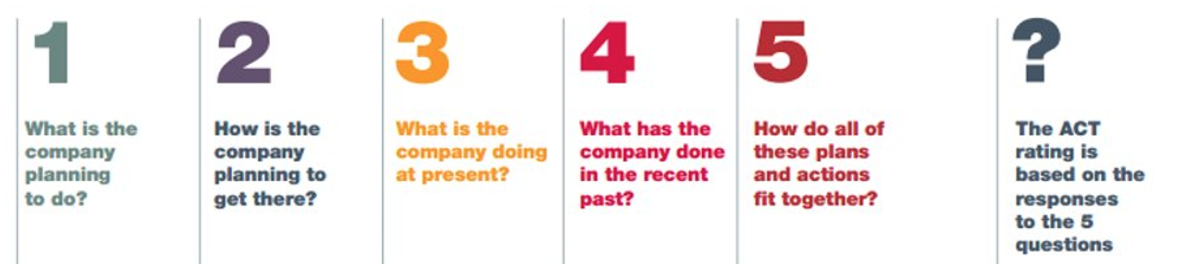 1
What is the
company
planning
to do?
2
How is the
company
planning to
get there?
3
What is the
company doing
at present?
4
What has the
company done
in the recent
past?
5
How do all of
these plans
and actions
fit together?
?
The ACT
rating is
based on the
responses
to the 5
questions